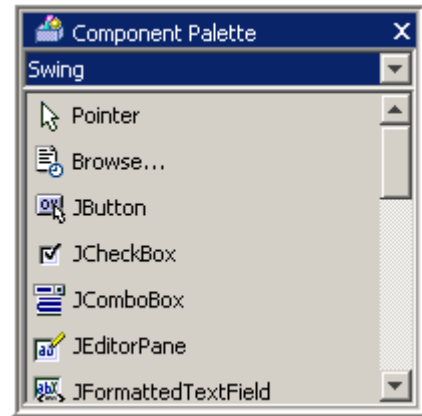 Component Palette
Swing
Pointer
Browse...
JButton
JCheckBox
JComboBox
JEditorPane
JFormattedTextField